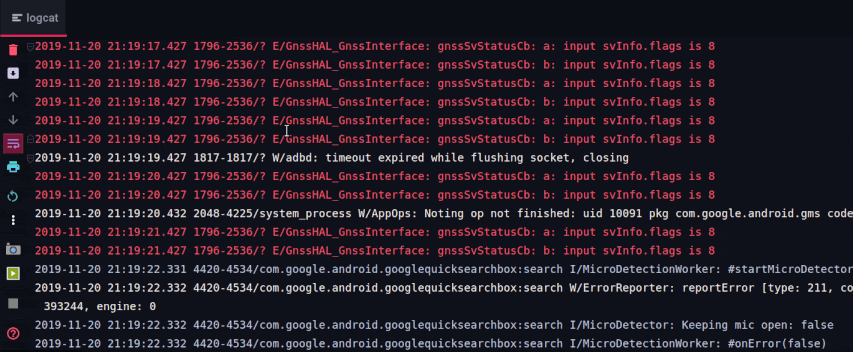 logcat
2019-11-20 21:19:17.427 1796-2536/? E/GnssHAL_GnssInterface: gnssSvStatusCb: a: input svInfo.flags is 8
2019-11-20 21:19:17.427 1796-2536/? E/GnssHAL_GnssInterface: gnssSvStatusCb: b: input svInfo.flags is 8
2019-11-20 21:19:18.427 1796-2536/? E/GnssHAL_GnssInterface: gnssSvStatusCb: a: input svInfo.flags is 8
2019-11-20 21:19:18.427 1796-2536/? E/GnssHAL_GnssInterface: gnssSvStatusCb: b: input svInfo.flags is 8
2019-11-20 21:19:19.427 1796-2536/? E/GnssHAL_GnssInterface: gnssSvStatusCb: a: input svInfo.flags is 8
2019-11-20 21:19:19.427 1796-2536/? E/GnssHAL_GnssInterface: gnssSvStatusCb: b: input svInfo.flags is 8
2019-11-20 21:19:19.427 1817-1817/? W/adbd: timeout expired while flushing socket, closing
2019-11-20 21:19:20.427 1796-2536/? E/GnssHAL_GnssInterface: gnssSvStatusCb: a: input svInfo.flags is 8
2019-11-20 21:19:20.427 1796-2536/? E/GnssHAL_GnssInterface: gnssSvStatusCb: b: input svInfo.flags is 8
2019-11-20 21:19:20.432 2048-4225/system_process W/AppOps: Noting op not finished: uid 10091 pkg com.google.android.gms code
2019-11-20 21:19:21.427 1796-2536/? E/GnssHAL_GnssInterface: gnssSvStatusCb: a: input svInfo.flags is 8
2019-11-20 21:19:21.427 1796-2536/? E/GnssHAL_GnssInterface: gnssSvStatusCb: b: input svInfo.flags is 8
2019-11-20 21:19:22.331 4420-4534/com.google.android.googlequicksearchbox:search I/MicroDetectionWorker: #startMicroDetector
2019-11-20 21:19:22.332 4420-4534/com.google.android.googlequicksearchbox:search W/ErrorReporter: reportError [type: 211, co
393244, engine: 0
2019-11-20 21:19:22.332 4420-4534/com.google.android.googlequicksearchbox:search I/MicroDetector: Keeping mic open: false
2019-11-20 21:19:22.332 4420-4534/com.google.android.googlequicksearchbox:search I/MicroDetectionWorker: #onError(false)